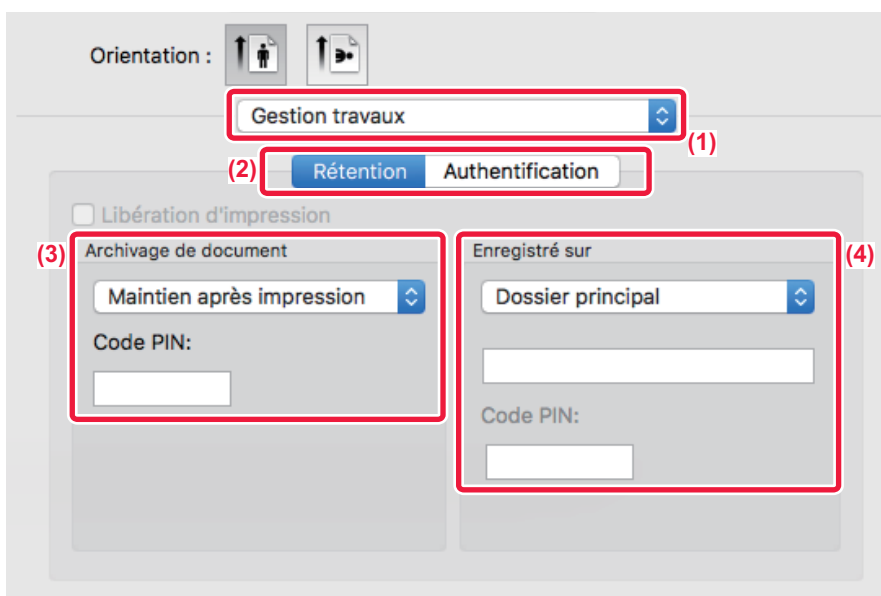 Orientation :
Gestion travaux
(1)
(2)
Rétention
Authentification
Libération d'impression
(3)
Archivage de document
Maintien après impression
Code PIN:
Enregistré sur
(4)
Dossier principal
Code PIN: